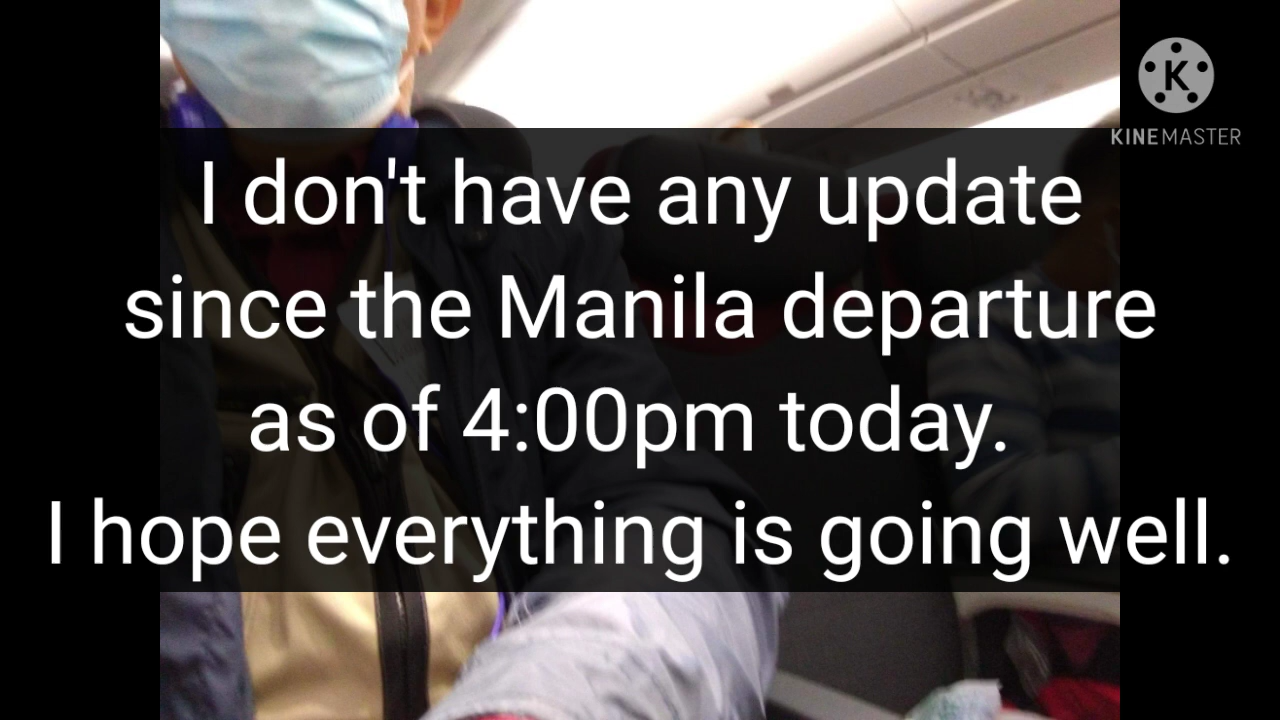 KINEMASTER
I don't have any update
since the Manila departure
as of 4:00pm today.
I hope everything is going well.